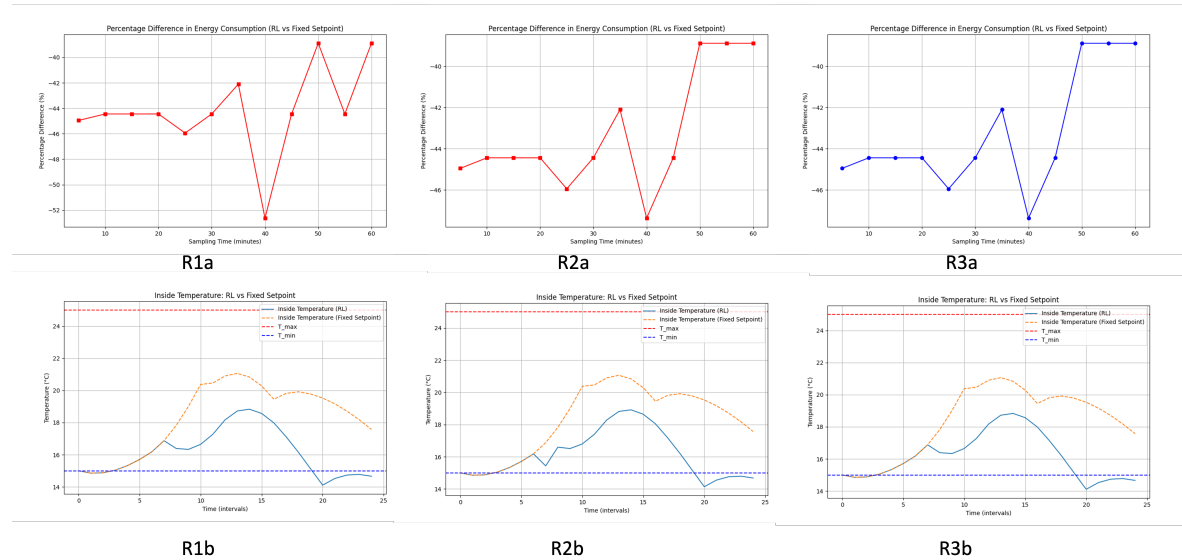 Percentage Difference in Energy Consumption (RL vs Fixed Setpoint)
Percentage Difference (%)
−40
−42
−44
−46
−48
−50
−52
10
20
30
40
50
60
Sampling Time (minutes)
R1a
Percentage Difference in Energy Consumption (RL vs Fixed Setpoint)
Percentage Difference (%)
−40
−42
−44
−46
10
20
30
40
50
60
Sampling Time (minutes)
R2a
Percentage Difference in Energy Consumption (RL vs Fixed Setpoint)
Percentage Difference (%)
−40
−42
−44
−46
10
20
30
40
50
60
Sampling Time (minutes)
R3a
Inside Temperature: RL vs Fixed Setpoint
Inside Temperature (RL)
Inside Temperature (Fixed Setpoint)
T_max
T_min
Temperature (°C)
24
22
20
18
16
14
0
5
10
15
20
25
Time (intervals)
R1b
Inside Temperature: RL vs Fixed Setpoint
Inside Temperature (RL)
Inside Temperature (Fixed Setpoint)
T_max
T_min
Temperature (°C)
24
22
20
18
16
14
0
5
10
15
20
25
Time (intervals)
R2b
Inside Temperature: RL vs Fixed Setpoint
Inside Temperature (RL)
Inside Temperature (Fixed Setpoint)
T_max
T_min
Temperature (°C)
24
22
20
18
16
14
0
5
10
15
20
25
Time (intervals)
R3b